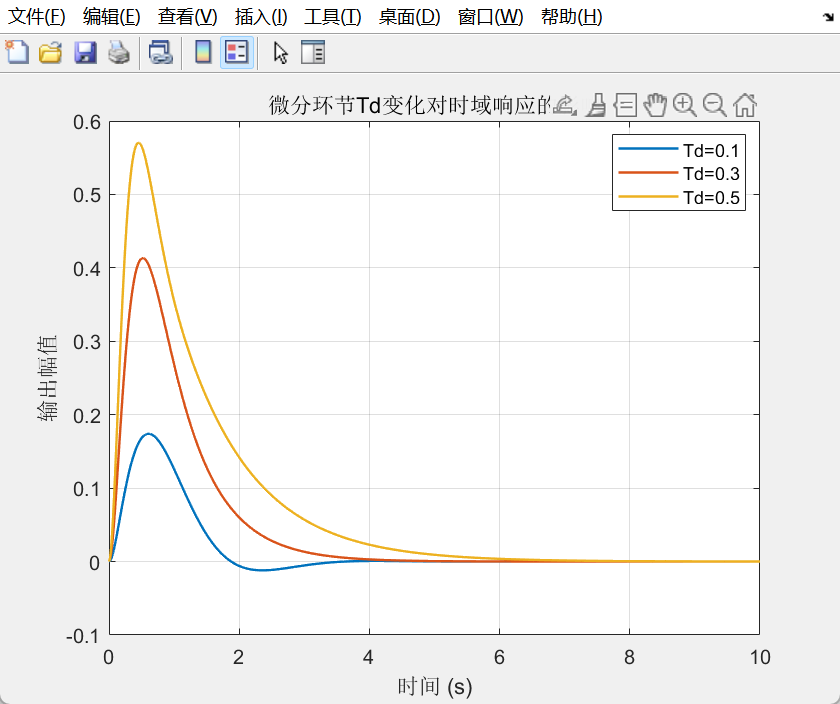 文件(F) 编辑(E) 查看(V) 插入(I) 工具(T) 桌面(D) 窗口(W) 帮助(H)
微分环节Td变化对时域响应的
Td=0.1
Td=0.3
Td=0.5
0.6
0.5
0.4
0.3
0.2
0.1
0
-0.1
输出幅值
0 2 4 6 8 10
时间 (s)